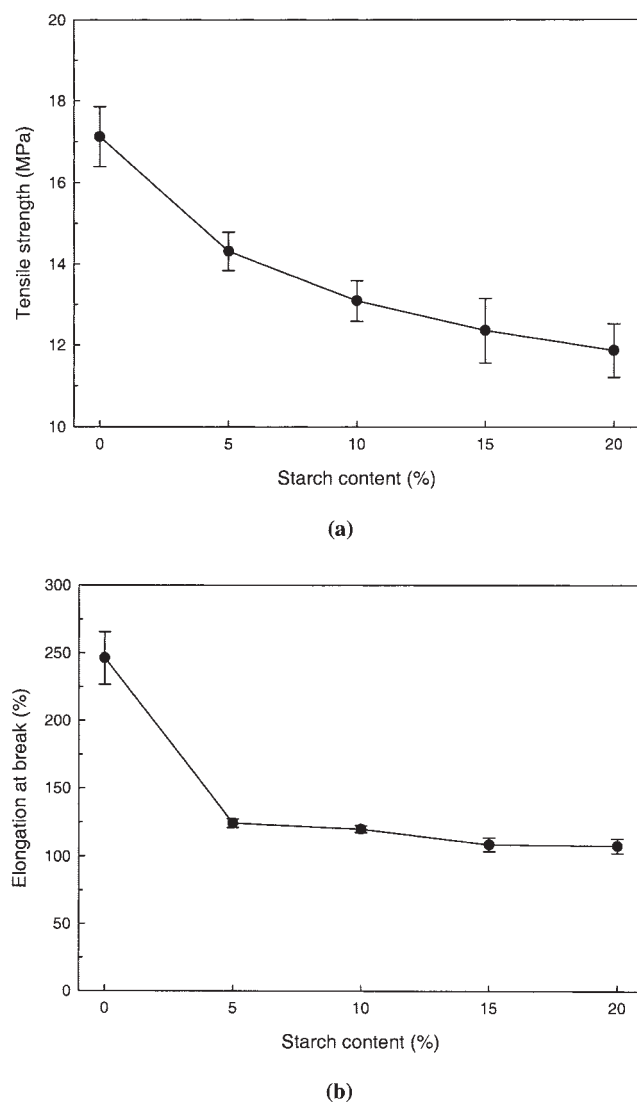 20
18
16
14
12
10
Tensile strength (MPa)
0 5 10 15 20
Starch content (%)
(a)
300
250
200
150
100
50
0
Elongation at break (%)
0 5 10 15 20
Starch content (%)
(b)